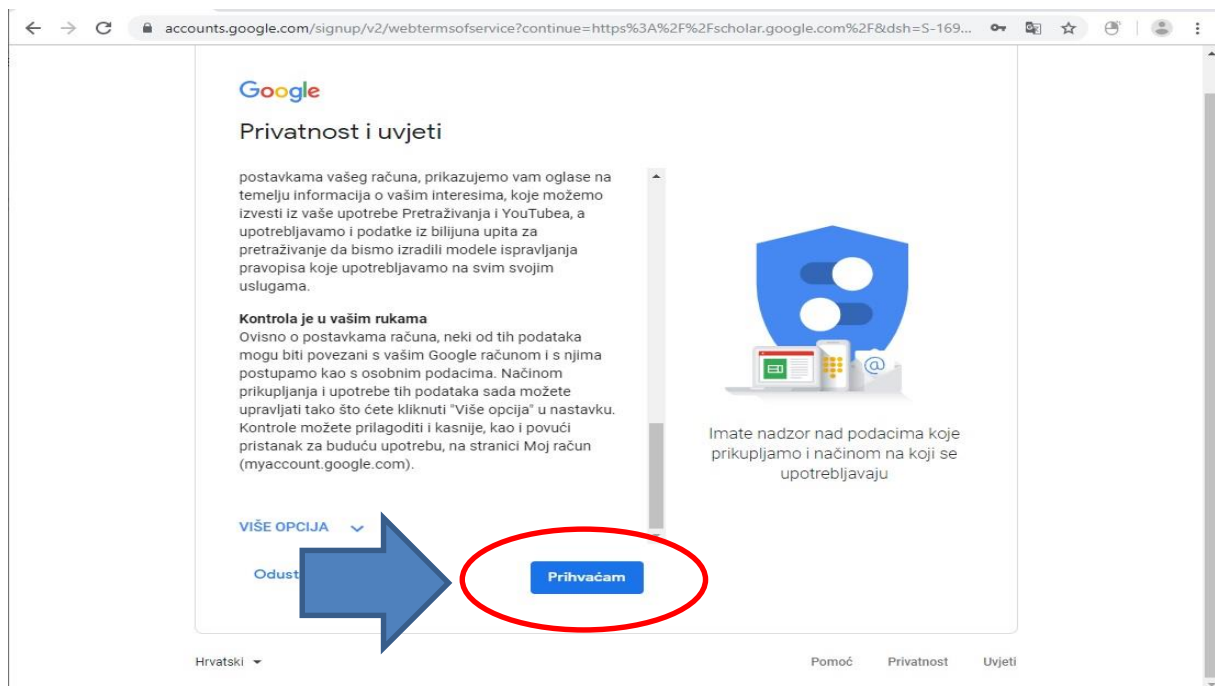 accounts.google.com/signup/v2/webtermsofservice?continue=https%3A%2F%2Fscholar.google.com%2F&dsh=S-169...
Google
Privatnost i uvjeti
postavkama vašeg računa, prikazujemo vam oglase na
temelju informacija o vašim interesima, koje možemo
izvesti iz vaše upotrebe Pretraživanja i YouTubea, a
upotrebljavamo i podatke iz bilijuna upita za
pretraživanje da bismo izradili modele ispravljanja
pravopisa koje upotrebljavamo na svim svojim
uslugama.
Kontrola je u vašim rukama
Ovisno o postavkama računa, neki od tih podataka
mogu biti povezani s vašim Google računom i s njima
postupamo kao s osobnim podacima. Načinom
prikupljanja i upotrebe tih podataka sada možete
upravljati tako što ćete kliknuti "Više opcija" u nastavku.
Kontrole možete prilagoditi i kasnije, kao i povući
pristanak za buduću upotrebu, na stranici Moj račun
(myaccount.google.com).
VIŠE OPCIJA
Odust
Prihvaćam
@
Imate nadzor nad podacima koje
prikupljamo i načinom na koji se
upotrebljavaju
Hrvatski
Pomoć Privatnost Uvjeti